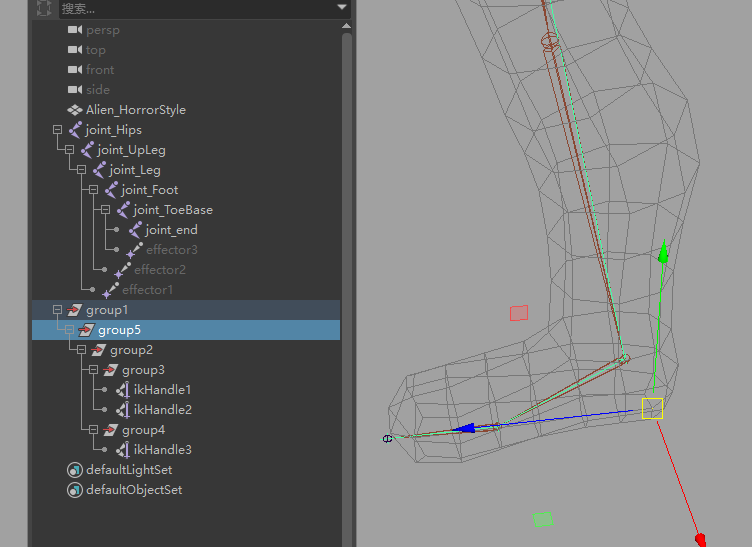 搜索...
persp
top
front
side
Alien_HorrorStyle
joint_Hips
joint_UpLeg
joint_Leg
joint_Foot
joint_ToeBase
joint_end
effector3
effector2
effector1
group1
group5
group2
group3
ikHandle1
ikHandle2
group4
ikHandle3
defaultLightSet
defaultObjectSet